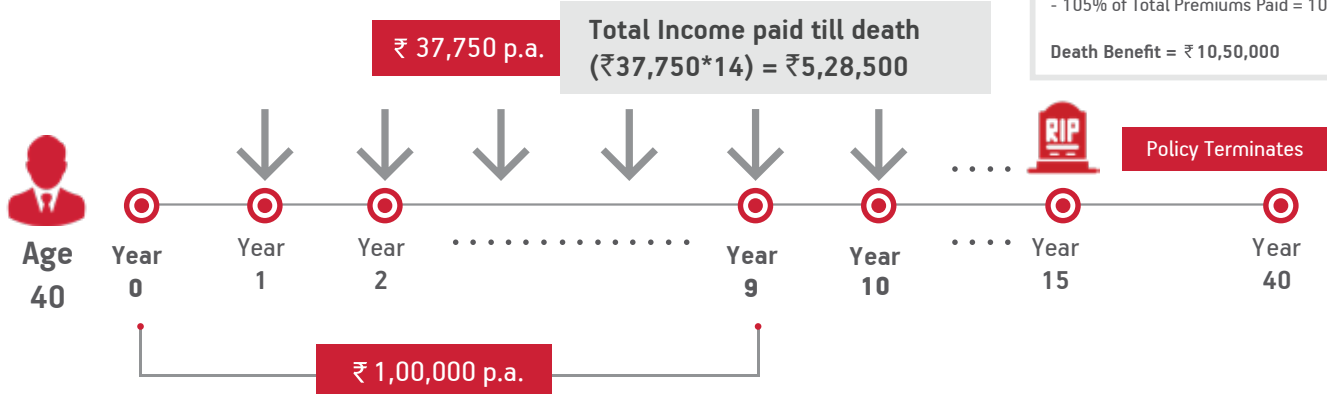 - 105% of Total Premiums Paid = 10
Death Benefit = ₹ 10,50,000
₹ 37,750 p.a.
Total Income paid till death
(₹37,750*14) = ₹5,28,500
RIP
Policy Terminates
Age
40
Year
0
Year
1
Year
2
Year
9
Year
10
Year
15
Year
40
₹ 1,00,000 p.a.